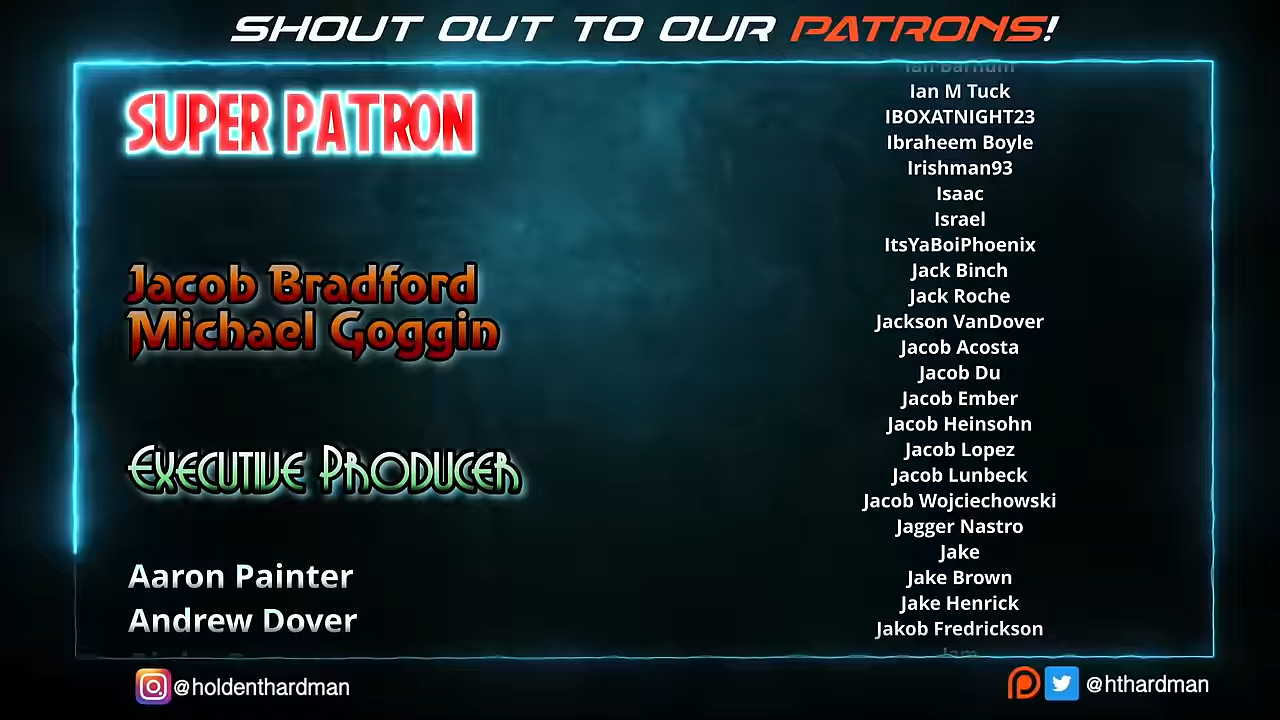 SHOUT OUT TO OUR PATRONS!
SUPER PATRON
Jacob Bradford
Michael Goggin
Executive Producer
Aaron Painter
Andrew Dover
Ian Barnum
Ian M Tuck
IBOXATNIGHT23
Ibraheem Boyle
Irishman93
Isaac
Israel
ItsYaBoiPhoenix
Jack Binch
Jack Roche
Jackson VanDover
Jacob Acosta
Jacob Du
Jacob Ember
Jacob Heinsohn
Jacob Lopez
Jacob Lunbeck
Jacob Wojciechowski
Jagger Nastro
Jake
Jake Brown
Jake Henrick
Jakob Fredrickson
@holdenthardman
@hthardman